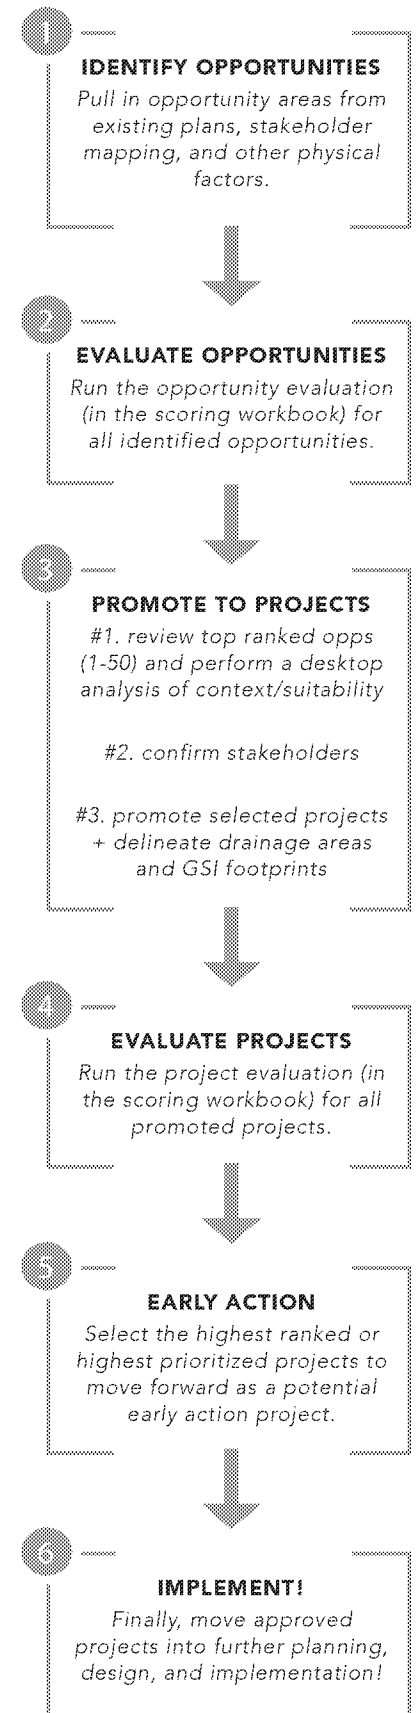 1
IDENTIFY OPPORTUNITIES
Pull in opportunity areas from
existing plans, stakeholder
mapping, and other physical
factors.
2
EVALUATE OPPORTUNITIES
Run the opportunity evaluation
(in the scoring workbook) for
all identified opportunities.
3
PROMOTE TO PROJECTS
#1. review top ranked opps
(1-50) and perform a desktop
analysis of context/suitability
#2. confirm stakeholders
#3. promote selected projects
+ delineate drainage areas
and GSI footprints
4
EVALUATE PROJECTS
Run the project evaluation (in
the scoring workbook) for all
promoted projects.
5
EARLY ACTION
Select the highest ranked or
highest prioritized projects to
move forward as a potential
early action project.
6
IMPLEMENT!
Finally, move approved
projects into further planning,
design, and implementation!